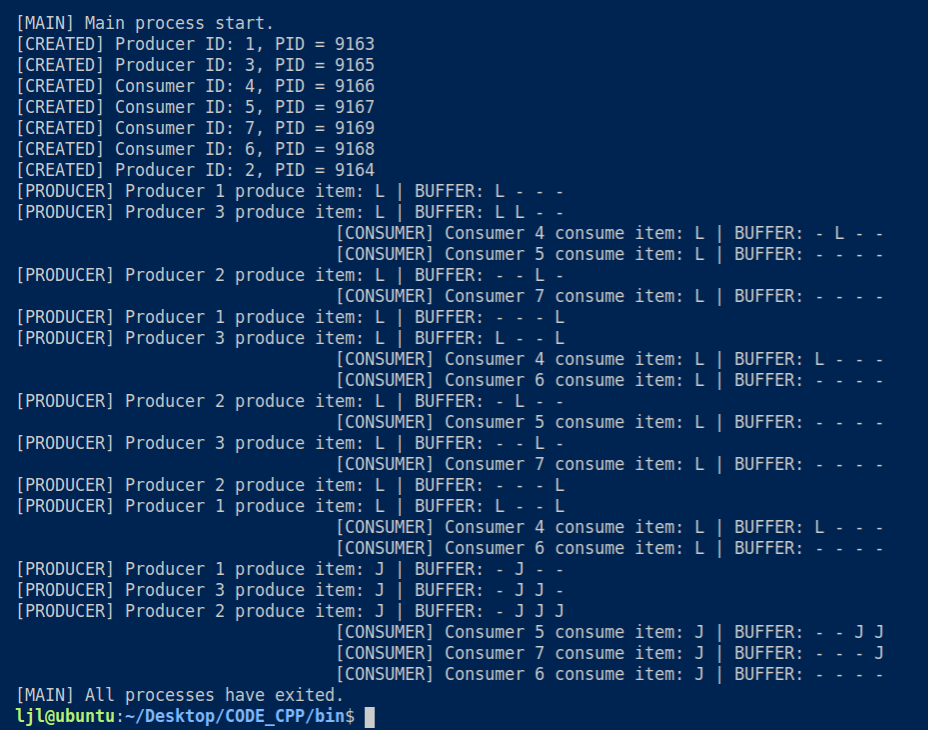 [MAIN] Main process start.
[CREATED] Producer ID: 1, PID = 9163
[CREATED] Producer ID: 3, PID = 9165
[CREATED] Consumer ID: 4, PID = 9166
[CREATED] Consumer ID: 5, PID = 9167
[CREATED] Consumer ID: 7, PID = 9169
[CREATED] Consumer ID: 6, PID = 9168
[CREATED] Producer ID: 2, PID = 9164
[PRODUCER] Producer 1 produce item: L | BUFFER: L - - -
[PRODUCER] Producer 3 produce item: L | BUFFER: L L - -
[CONSUMER] Consumer 4 consume item: L | BUFFER: - L - -
[CONSUMER] Consumer 5 consume item: L | BUFFER: - - - -
[PRODUCER] Producer 2 produce item: L | BUFFER: - - L -
[CONSUMER] Consumer 7 consume item: L | BUFFER: - - - -
[PRODUCER] Producer 1 produce item: L | BUFFER: - - - L
[PRODUCER] Producer 3 produce item: L | BUFFER: L - - L
[CONSUMER] Consumer 4 consume item: L | BUFFER: L - - -
[CONSUMER] Consumer 6 consume item: L | BUFFER: - - - -
[PRODUCER] Producer 2 produce item: L | BUFFER: - L - -
[CONSUMER] Consumer 5 consume item: L | BUFFER: - - - -
[PRODUCER] Producer 3 produce item: L | BUFFER: - - L -
[CONSUMER] Consumer 7 consume item: L | BUFFER: - - - -
[PRODUCER] Producer 2 produce item: L | BUFFER: - - - L
[PRODUCER] Producer 1 produce item: L | BUFFER: L - - L
[CONSUMER] Consumer 4 consume item: L | BUFFER: L - - -
[CONSUMER] Consumer 6 consume item: L | BUFFER: - - - -
[PRODUCER] Producer 1 produce item: J | BUFFER: - J - -
[PRODUCER] Producer 3 produce item: J | BUFFER: - J J -
[PRODUCER] Producer 2 produce item: J | BUFFER: - J J J
[CONSUMER] Consumer 5 consume item: J | BUFFER: - - J J
[CONSUMER] Consumer 7 consume item: J | BUFFER: - - - J
[CONSUMER] Consumer 6 consume item: J | BUFFER: - - - -
[MAIN] All processes have exited.
ljl@ubuntu:~/Desktop/CODE_CPP/bin$